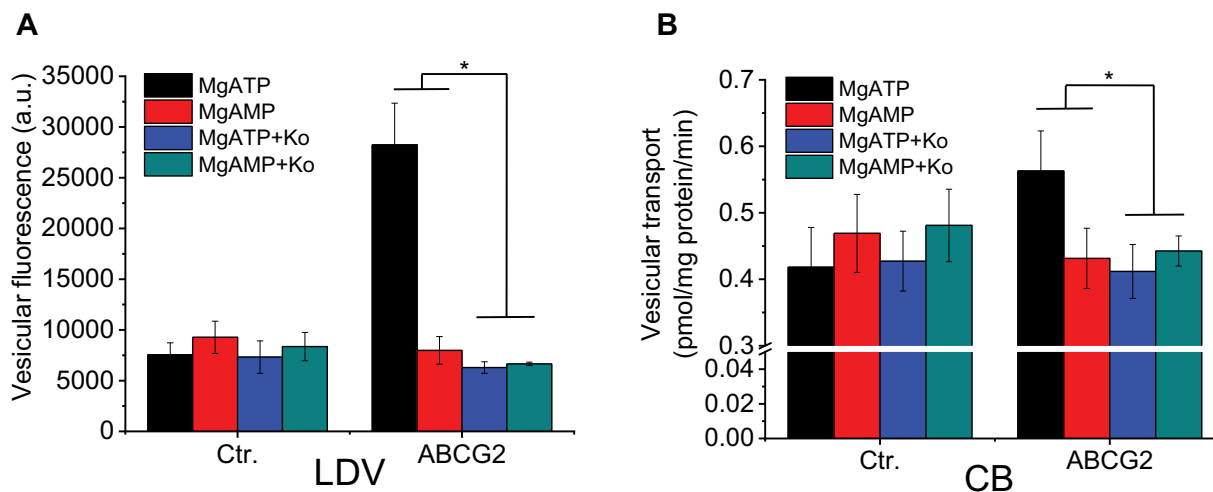 A
Vesicular fluorescence (a.u.)
35000
30000
25000
20000
15000
10000
5000
0
MgATP
MgAMP
MgATP+Ko
MgAMP+Ko
*
Ctr.
ABCG2
LDV
B
Vesicular transport
(pmol/mg protein/min)
0.7
0.6
0.5
0.4
0.3
0.04
0.02
0.00
MgATP
MgAMP
MgATP+Ko
MgAMP+Ko
*
Ctr.
ABCG2
CB